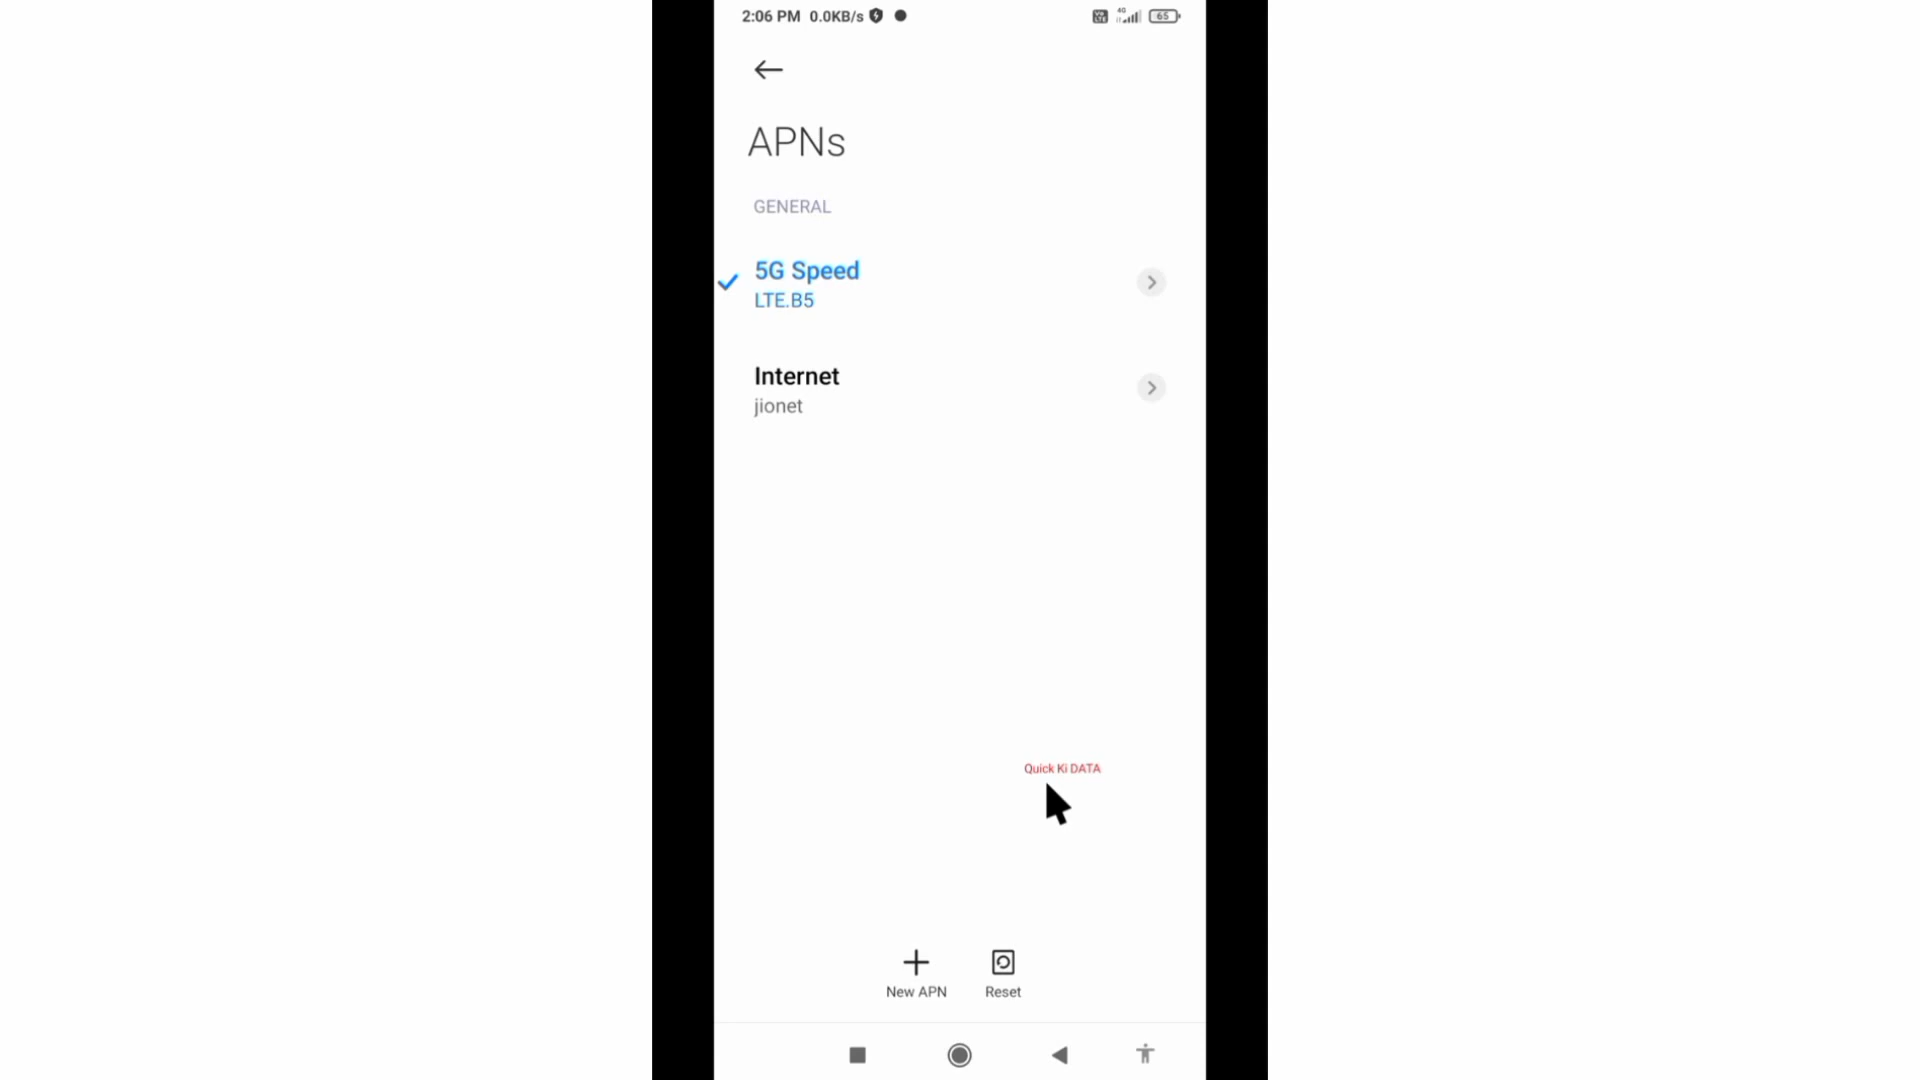 2:06 PM 0.0KB/s 4G 65
APNs
GENERAL
5G Speed
LTE.B5
Internet
jionet
Quick Ki DATA
New APN Reset